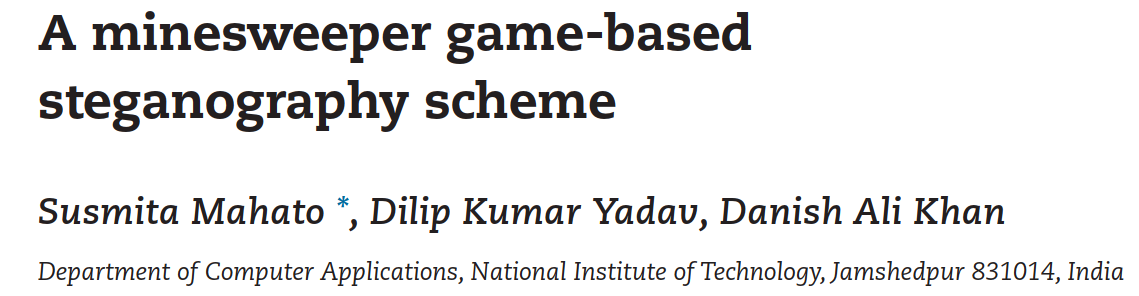 A minesweeper game-based
steganography scheme
Susmita Mahato *, Dilip Kumar Yadav, Danish Ali Khan
Department of Computer Applications, National Institute of Technology, Jamshedpur 831014, India